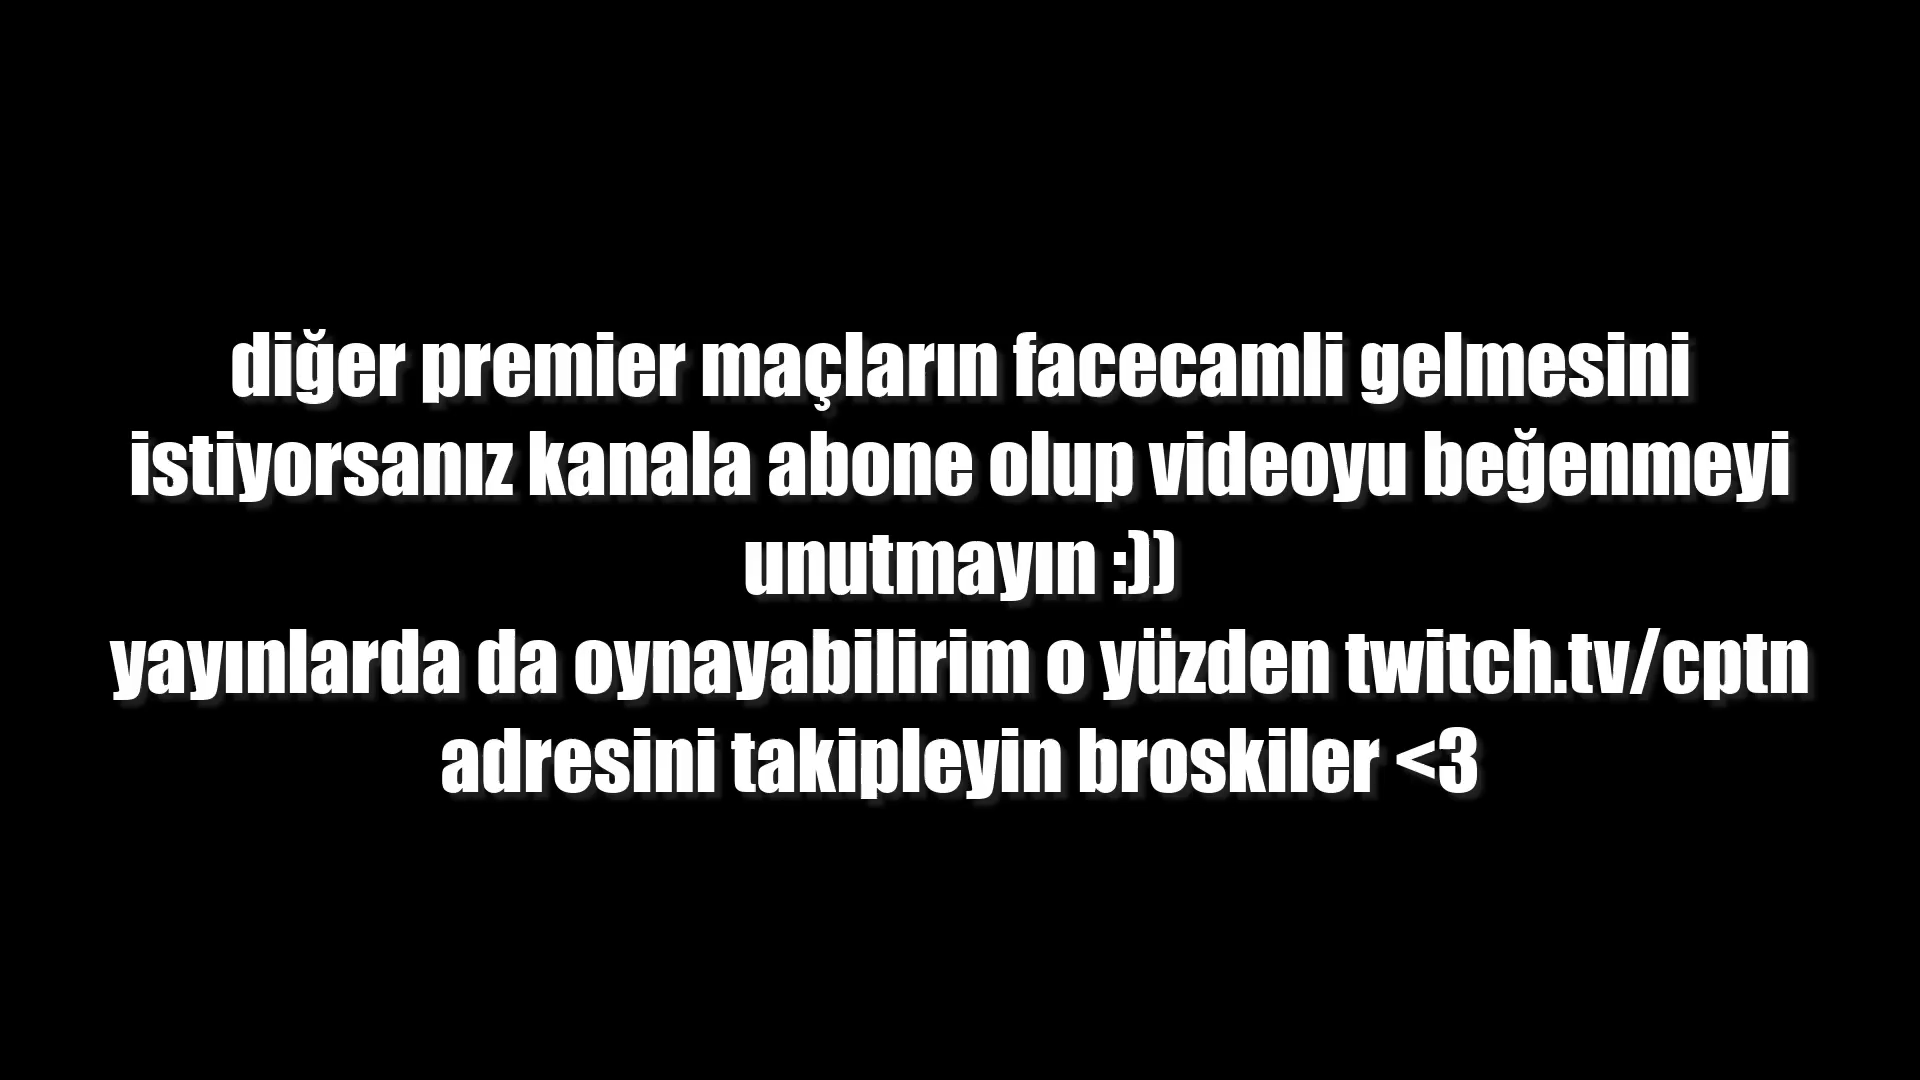 diğer premier maçların facecamli gelmesini
istiyorsanız kanala abone olup videoyu beğenmeyi
unutmayın :))
yayınlarda da oynayabilirim o yüzden twitch.tv/cptn
adresini takipleyin broskiler <3